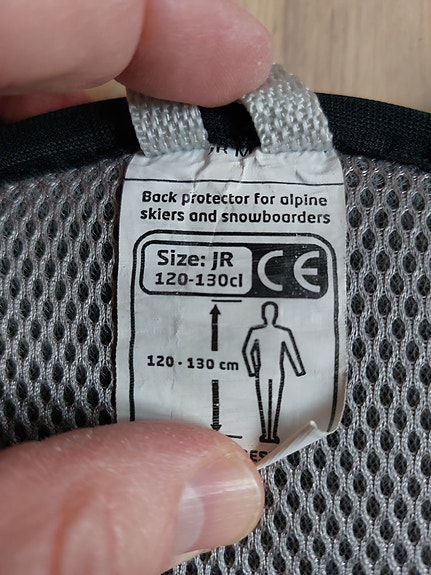 Back protector for alpine
skiers and snowboarders
Size: JR
120-130cl
CE
120 - 130 cm